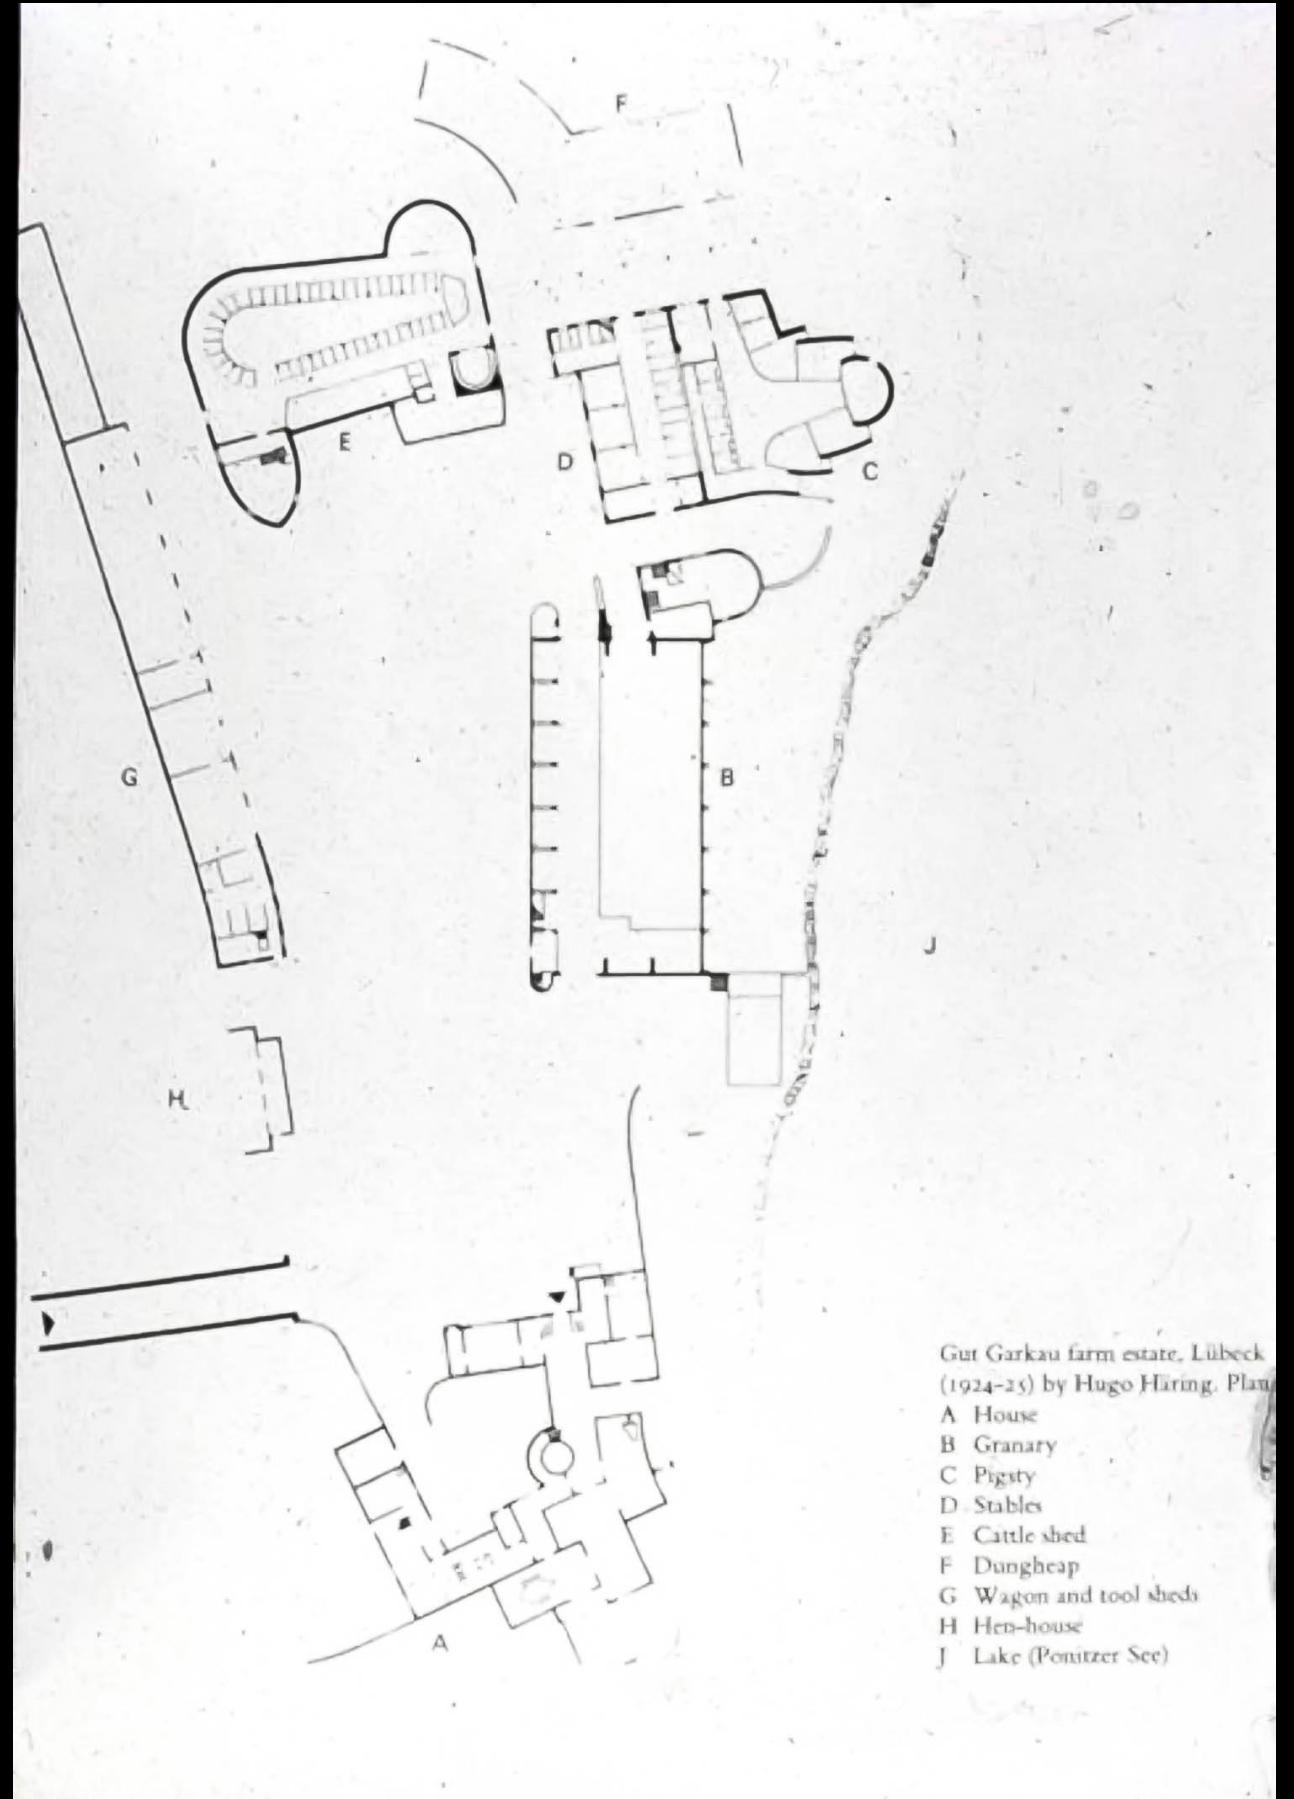 F
E
D
C
G
B
J
H
A
Gut Garkau farm estate, Lübeck
(1924-25) by Hugo Häring. Plan
A House
B Granary
C Pigsty
D Stables
E Cattle shed
F Dungheap
G Wagon and tool sheds
H Hen-house
J Lake (Ponitzer See)